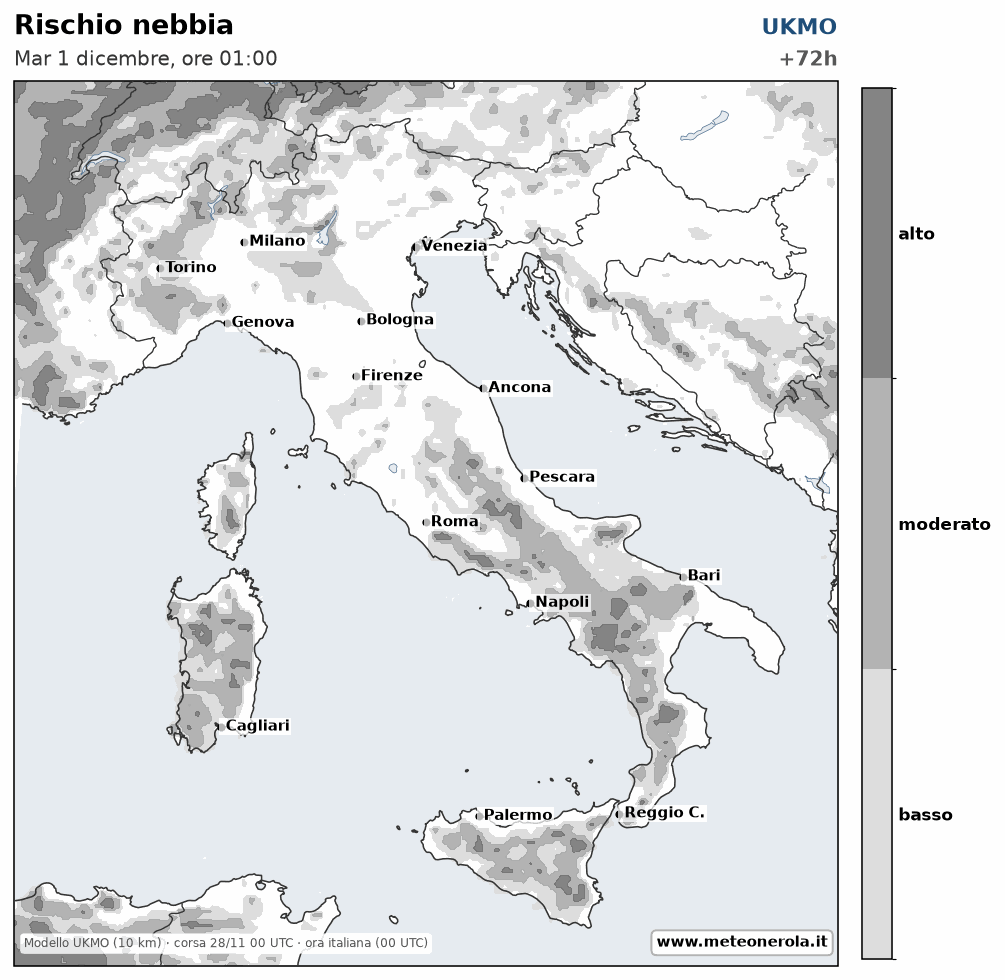 Rischio nebbia
UKMO
Mar 1 dicembre, ore 01:00
+72h
alto
Milano
Venezia
Torino
Genova
Bologna
Firenze
Ancona
Pescara
Roma
moderato
Bari
Napoli
Cagliari
Palermo
Reggio C.
basso
Modello UKMO (10 km) · corsa 28/11 00 UTC · ora italiana (00 UTC)
www.meteonerola.it